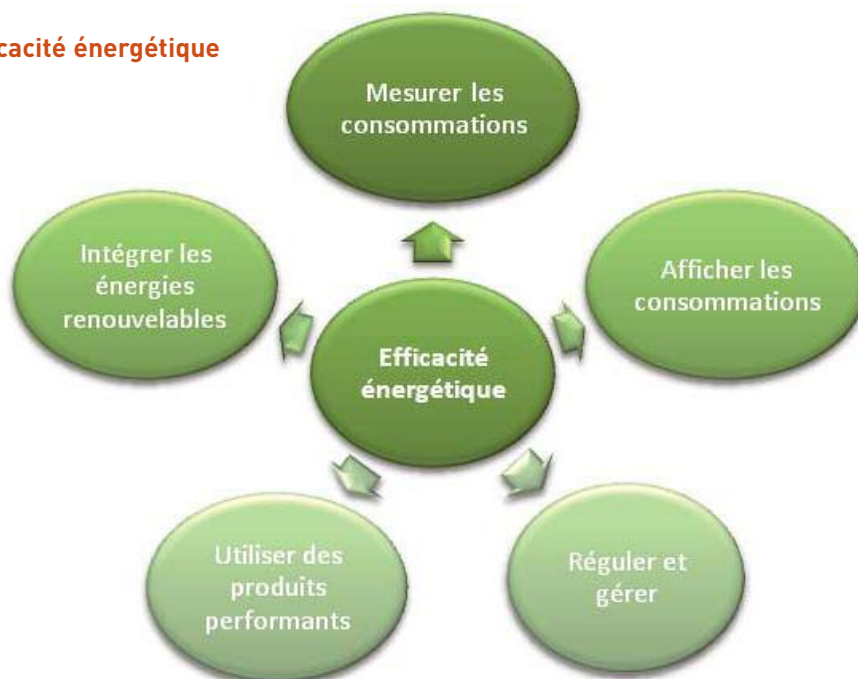 cacité énergétique
Mesurer les
consommations
Afficher les
consommations
Réguler et
gérer
Utiliser des
produits
performants
Intégrer les
énergies
renouvelables
Efficacité
énergétique